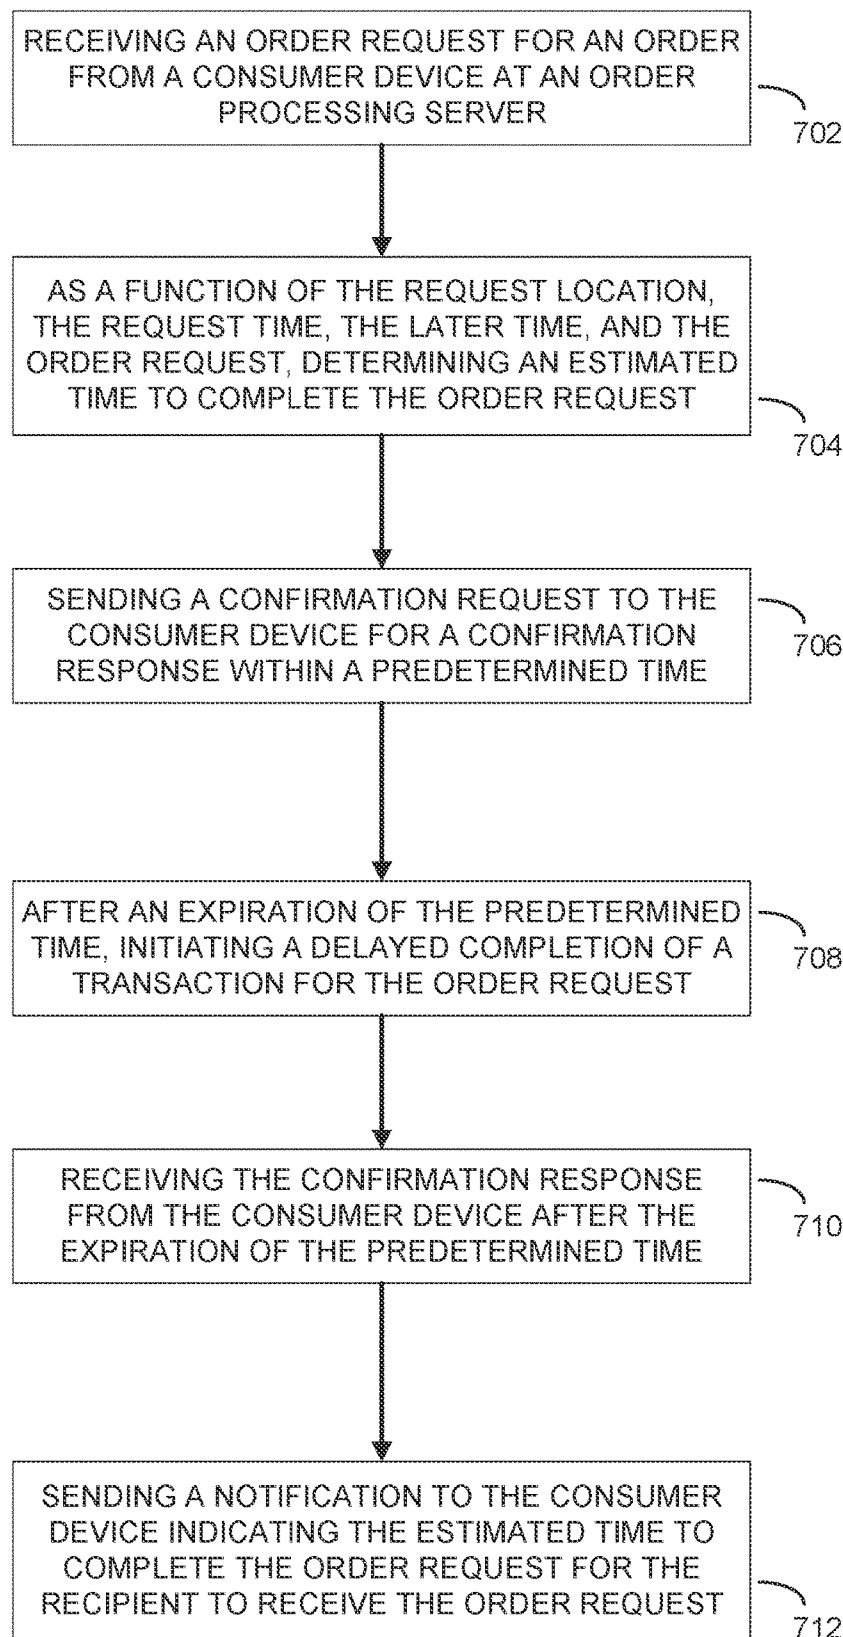 RECEIVING AN ORDER REQUEST FOR AN ORDER
FROM A CONSUMER DEVICE AT AN ORDER
PROCESSING SERVER
702
AS A FUNCTION OF THE REQUEST LOCATION,
THE REQUEST TIME, THE LATER TIME, AND THE
ORDER REQUEST, DETERMINING AN ESTIMATED
TIME TO COMPLETE THE ORDER REQUEST
704
SENDING A CONFIRMATION REQUEST TO THE
CONSUMER DEVICE FOR A CONFIRMATION
RESPONSE WITHIN A PREDETERMINED TIME
706
AFTER AN EXPIRATION OF THE PREDETERMINED
TIME, INITIATING A DELAYED COMPLETION OF A
TRANSACTION FOR THE ORDER REQUEST
708
RECEIVING THE CONFIRMATION RESPONSE
FROM THE CONSUMER DEVICE AFTER THE
EXPIRATION OF THE PREDETERMINED TIME
710
SENDING A NOTIFICATION TO THE CONSUMER
DEVICE INDICATING THE ESTIMATED TIME TO
COMPLETE THE ORDER REQUEST FOR THE
RECIPIENT TO RECEIVE THE ORDER REQUEST
712